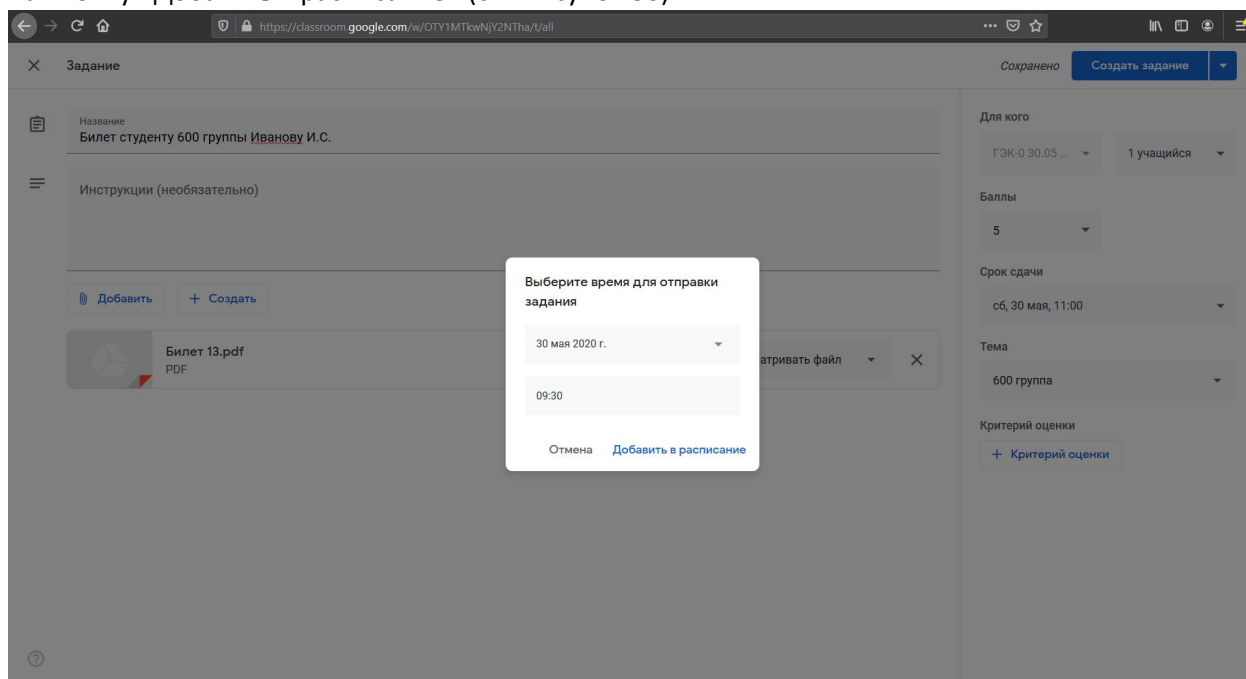 https://classroom.google.com/w/OTY1MTkwNjY2NTha/t/all
Задание
Сохранено
Создать задание
Название
Билет студенту 600 группы Иванову И.С.
Инструкции (необязательно)
Добавить
+ Создать
Билет 13.pdf
PDF
атривать файл
Выберите время для отправки
задания
30 мая 2020 г.
09:30
Отмена Добавить в расписание
Для кого
ГЭК-0 30.05 ...
1 учащийся
Баллы
5
Срок сдачи
сб, 30 мая, 11:00
Тема
600 группа
Критерий оценки
+ Критерий оценки